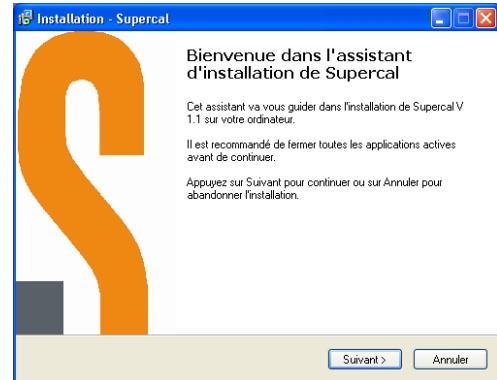 Installation - Supercal
Bienvenue dans l'assistant
d'installation de Supercal
Cet assistant va vous guider dans l'installation de Supercal V
1.1 sur votre ordinateur.
Il est recommandé de fermer toutes les applications actives
avant de continuer.
Appuyez sur Suivant pour continuer ou sur Annuler pour
abandonner l'installation.
Suivant > Annuler